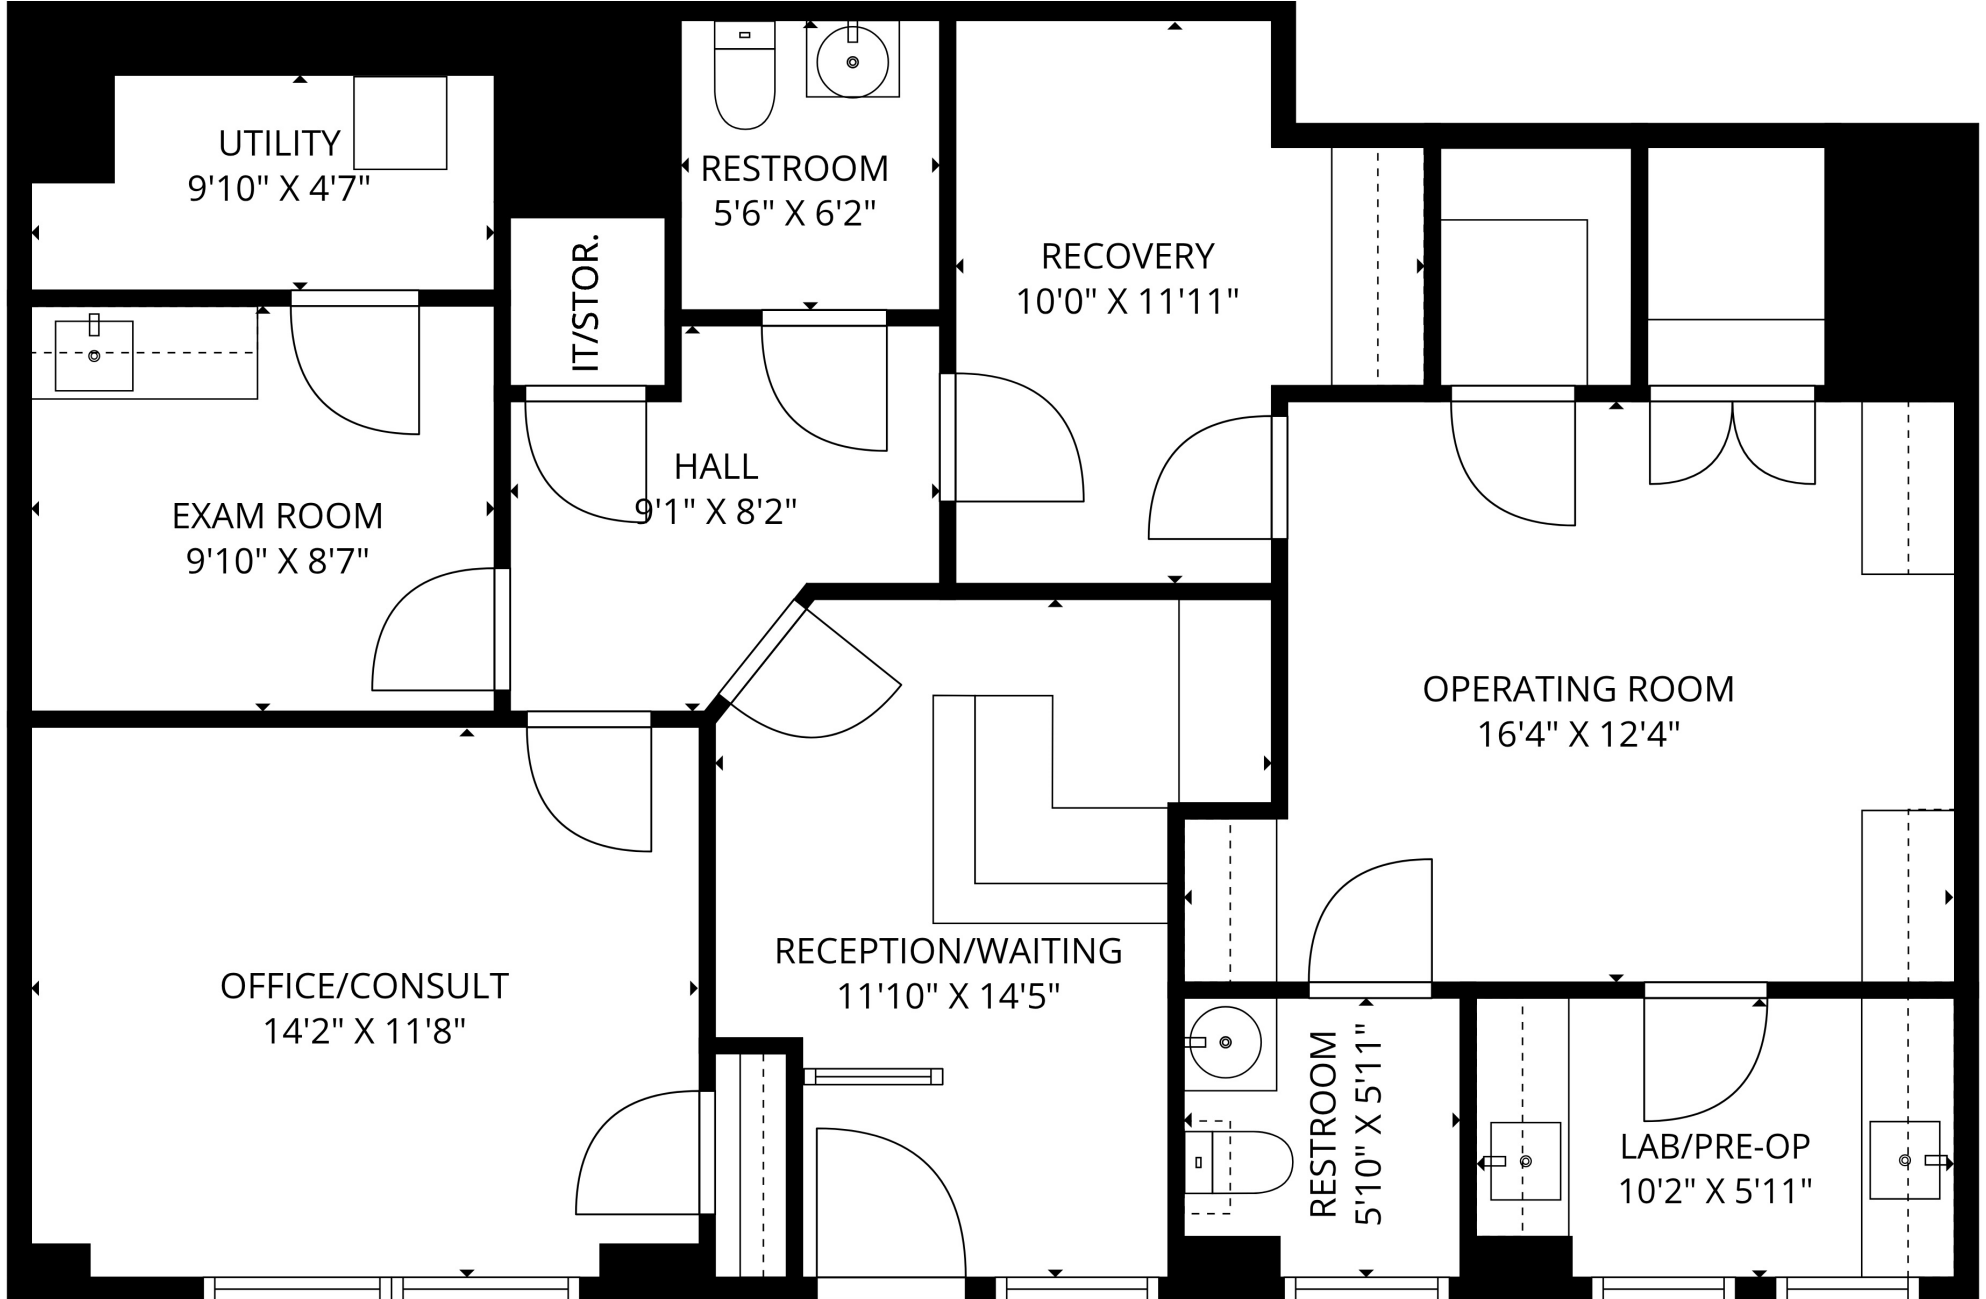 UTILITY
9'10" X 4'7"
RESTROOM
5'6" X 6'2"
IT/STOR.
RECOVERY
10'0" X 11'11"
HALL
9'1" X 8'2"
EXAM ROOM
9'10" X 8'7"
OPERATING ROOM
16'4" X 12'4"
RECEPTION/WAITING
11'10" X 14'5"
OFFICE/CONSULT
14'2" X 11'8"
RESTROOM
5'10" X 5'11"
LAB/PRE-OP
10'2" X 5'11"